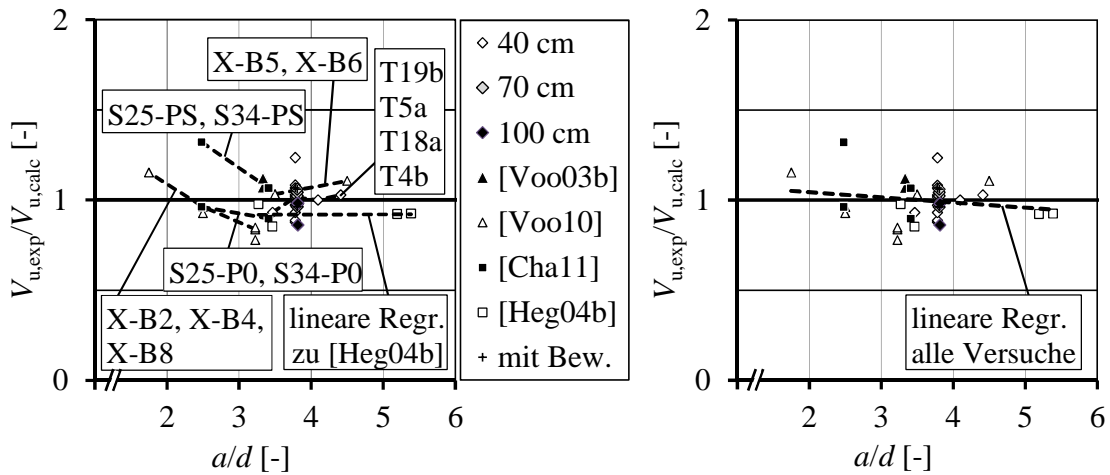 2
1
0
V_u,exp/V_u,calc [-]
X-B5, X-B6
S25-PS, S34-PS
T19b
T5a
T18a
T4b
S25-P0, S34-P0
X-B2, X-B4,
X-B8
lineare Regr.
zu [Heg04b]
2 3 4 5 6
a/d [-]
40 cm
70 cm
100 cm
[Voo03b]
[Voo10]
[Cha11]
[Heg04b]
mit Bew.
2
1
0
V_u,exp/V_u,calc [-]
lineare Regr.
alle Versuche
2 3 4 5 6
a/d [-]